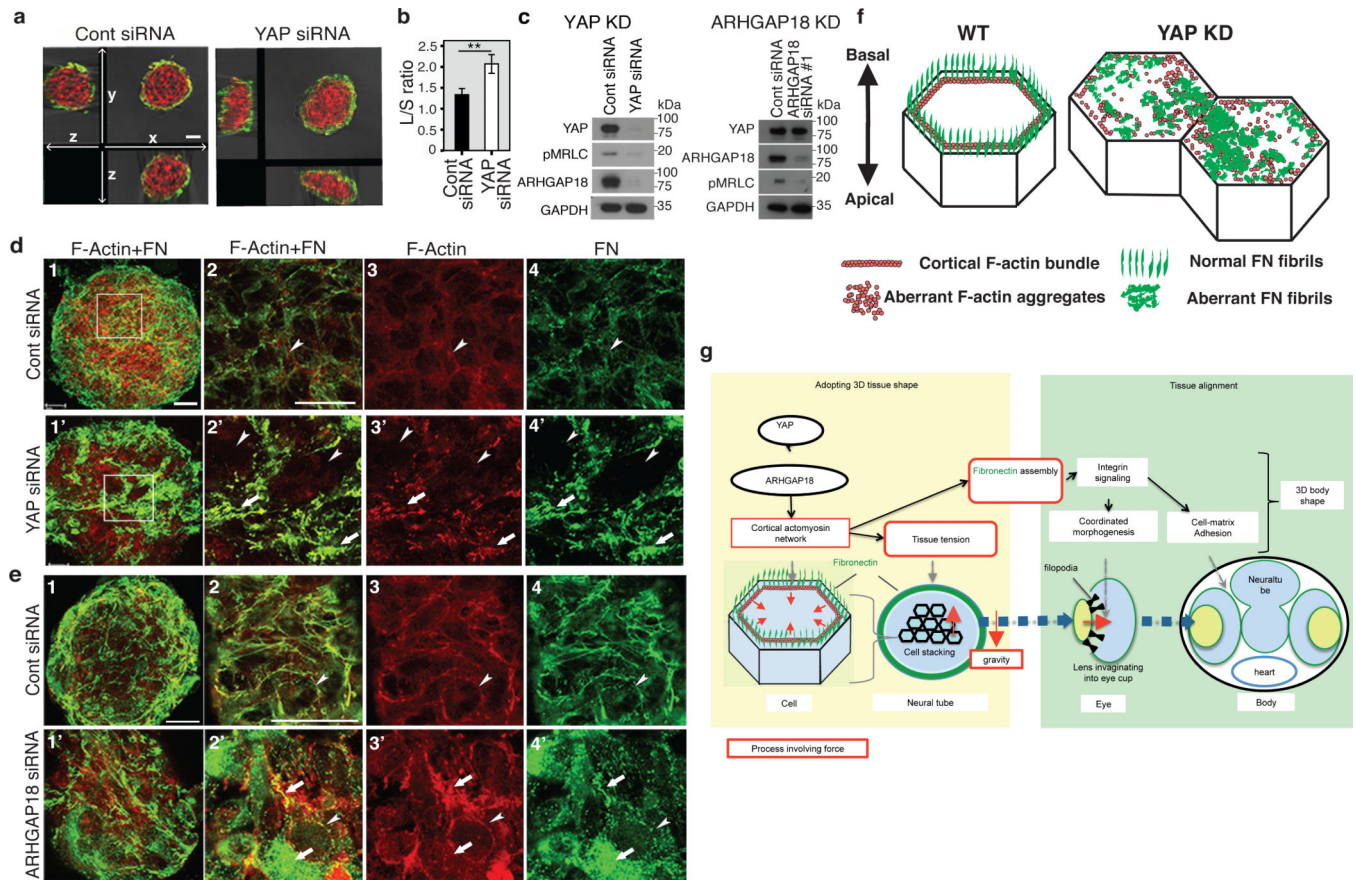 a
Cont siRNA
YAP siRNA
y
z
x
z
b
**
L/S ratio
2.5
2.0
1.5
1.0
0.5
0
Cont
siRNA
YAP
siRNA
c
YAP KD
Cont siRNA
YAP siRNA
kDa
YAP
100
75
pMRLC
20
ARHGAP18
100
75
GAPDH
35
ARHGAP18 KD
Cont siRNA
ARHGAP18
siRNA #1
kDa
YAP
100
75
ARHGAP18
100
75
pMRLC
20
GAPDH
35
f
WT
YAP KD
Basal
Apical
Cortical F-actin bundle
Normal FN fibrils
Aberrant F-actin aggregates
Aberrant FN fibrils
d
F-Actin+FN
F-Actin+FN
F-Actin
FN
Cont siRNA
1
2
3
4
YAP siRNA
1'
2'
3'
4'
e
Cont siRNA
1
2
3
4
ARHGAP18 siRNA
1'
2'
3'
4'
g
Adopting 3D tissue shape
Tissue alignment
YAP
ARHGAP18
Cortical actomyosin
network
Fibronectin assembly
Tissue tension
Integrin
signaling
Coordinated
morphogenesis
Cell-matrix
Adhesion
3D body
shape
Fibronectin
filopodia
Cell stacking
gravity
Neuraltu
be
heart
Lens invaginating
into eye cup
Cell
Neural tube
Eye
Body
Process involving force